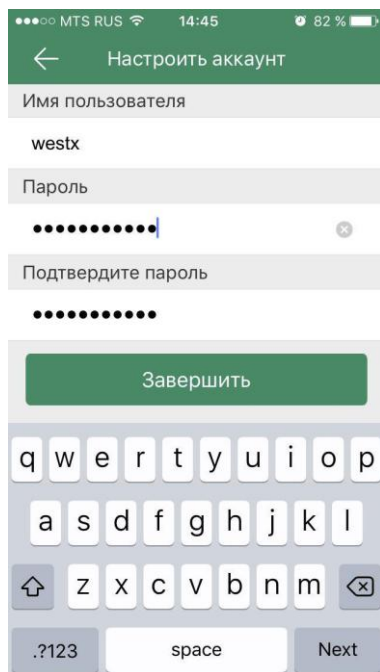 MTS RUS 14:45 82 %
Настроить аккаунт
Имя пользователя
westx
Пароль
•••••••••••
Подтвердите пароль
•••••••••••
Завершить
q w e r t y u i o p
a s d f g h j k l
z x c v b n m
.?123 space Next